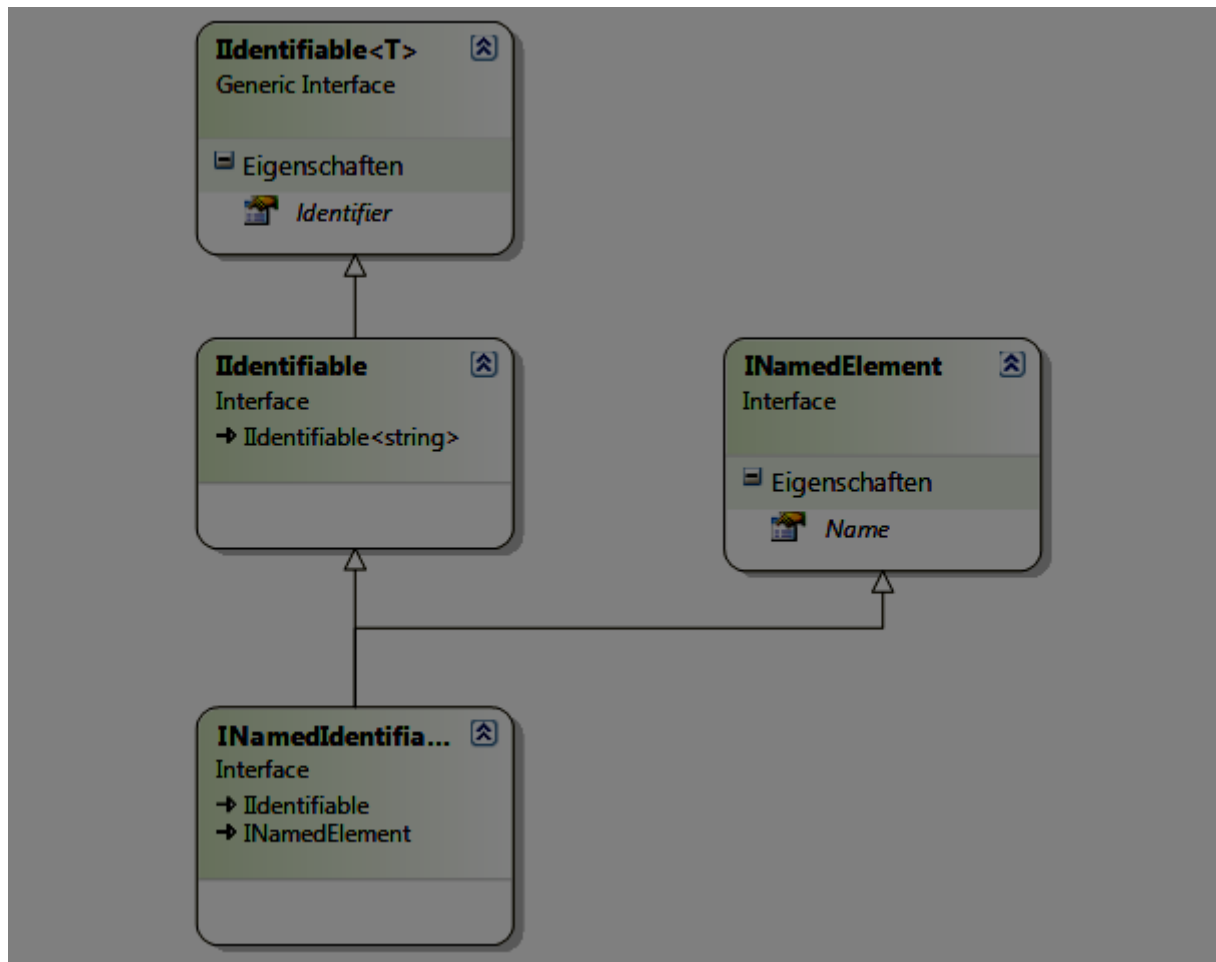 IIdentifiable<T>
Generic Interface
Eigenschaften
Identifier
IIdentifiable
Interface
IIdentifiable<string>
INamedElement
Interface
Eigenschaften
Name
INamedIdentifia...
Interface
IIdentifiable
INamedElement